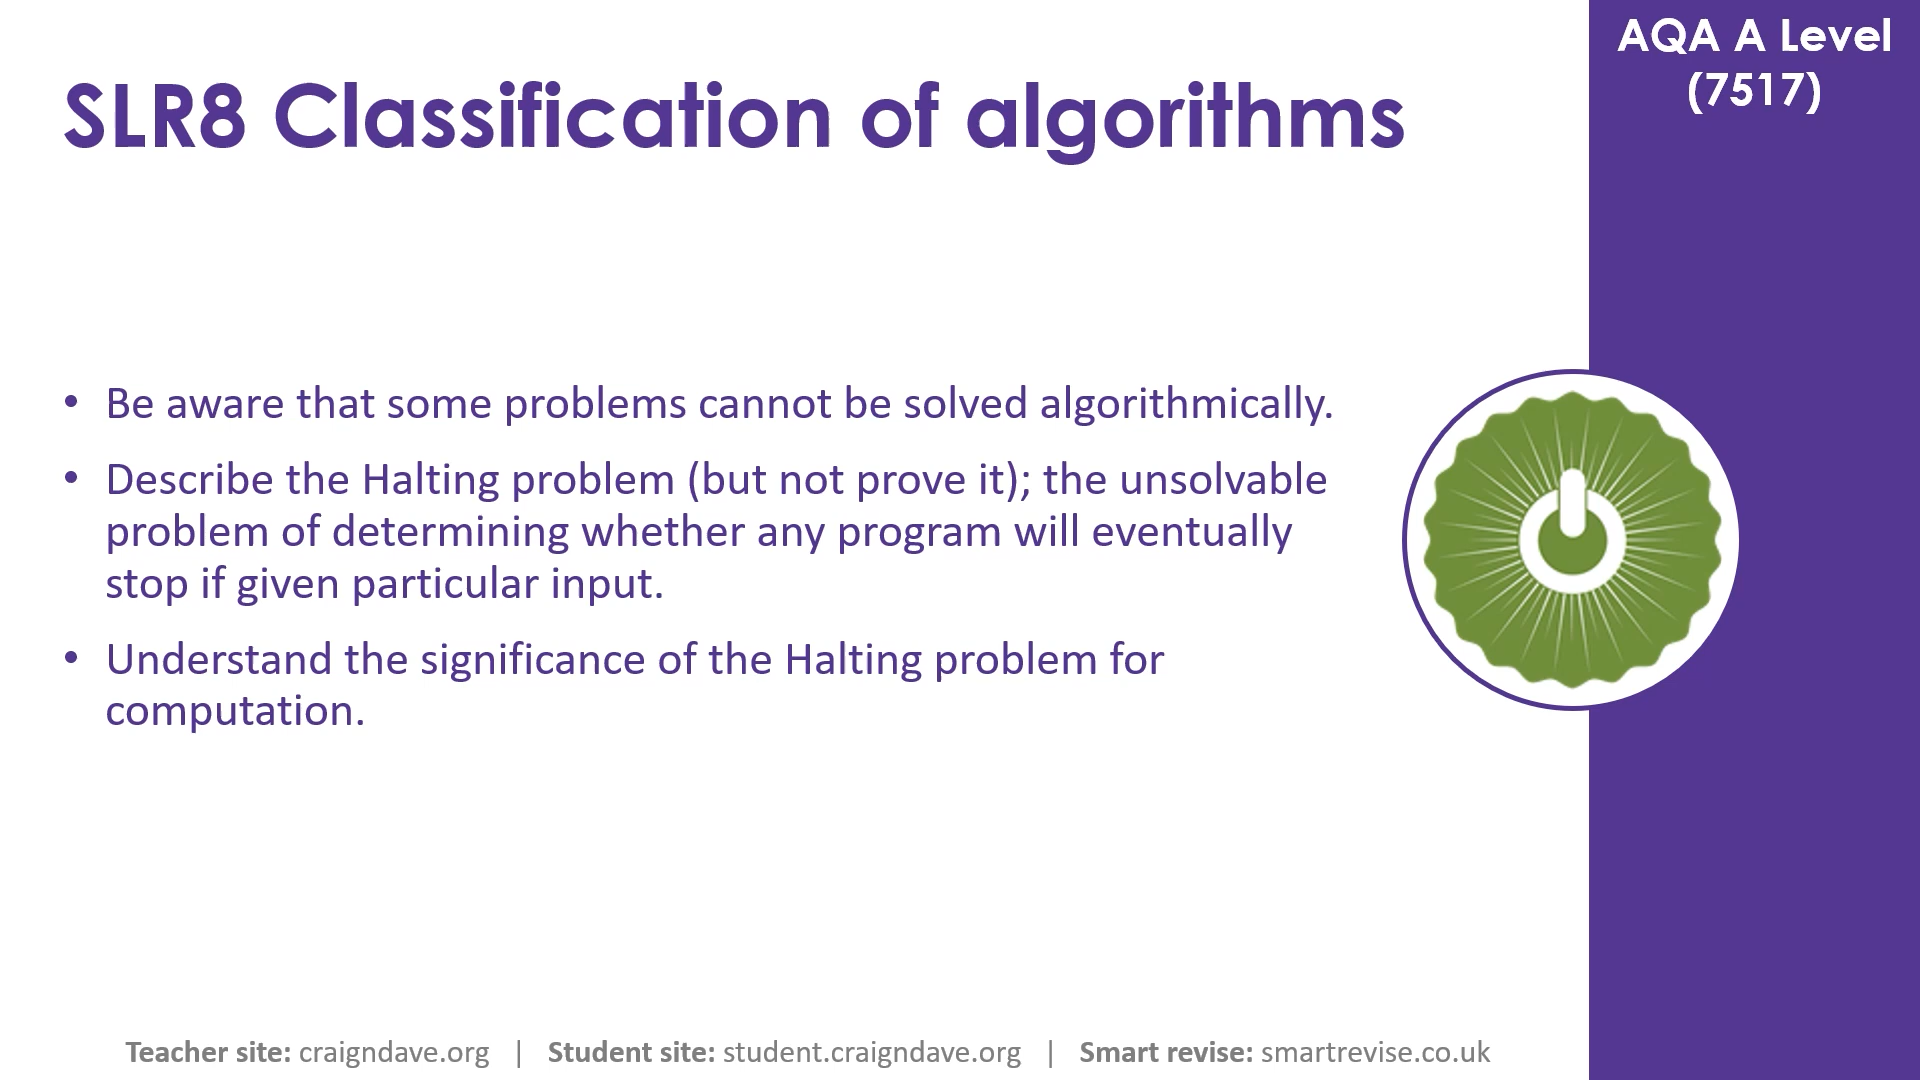 AQA A Level
(7517)
SLR8 Classification of algorithms
• Be aware that some problems cannot be solved algorithmically.
• Describe the Halting problem (but not prove it); the unsolvable
problem of determining whether any program will eventually
stop if given particular input.
• Understand the significance of the Halting problem for
computation.
Teacher site: craigndave.org | Student site: student.craigndave.org | Smart revise: smartrevise.co.uk